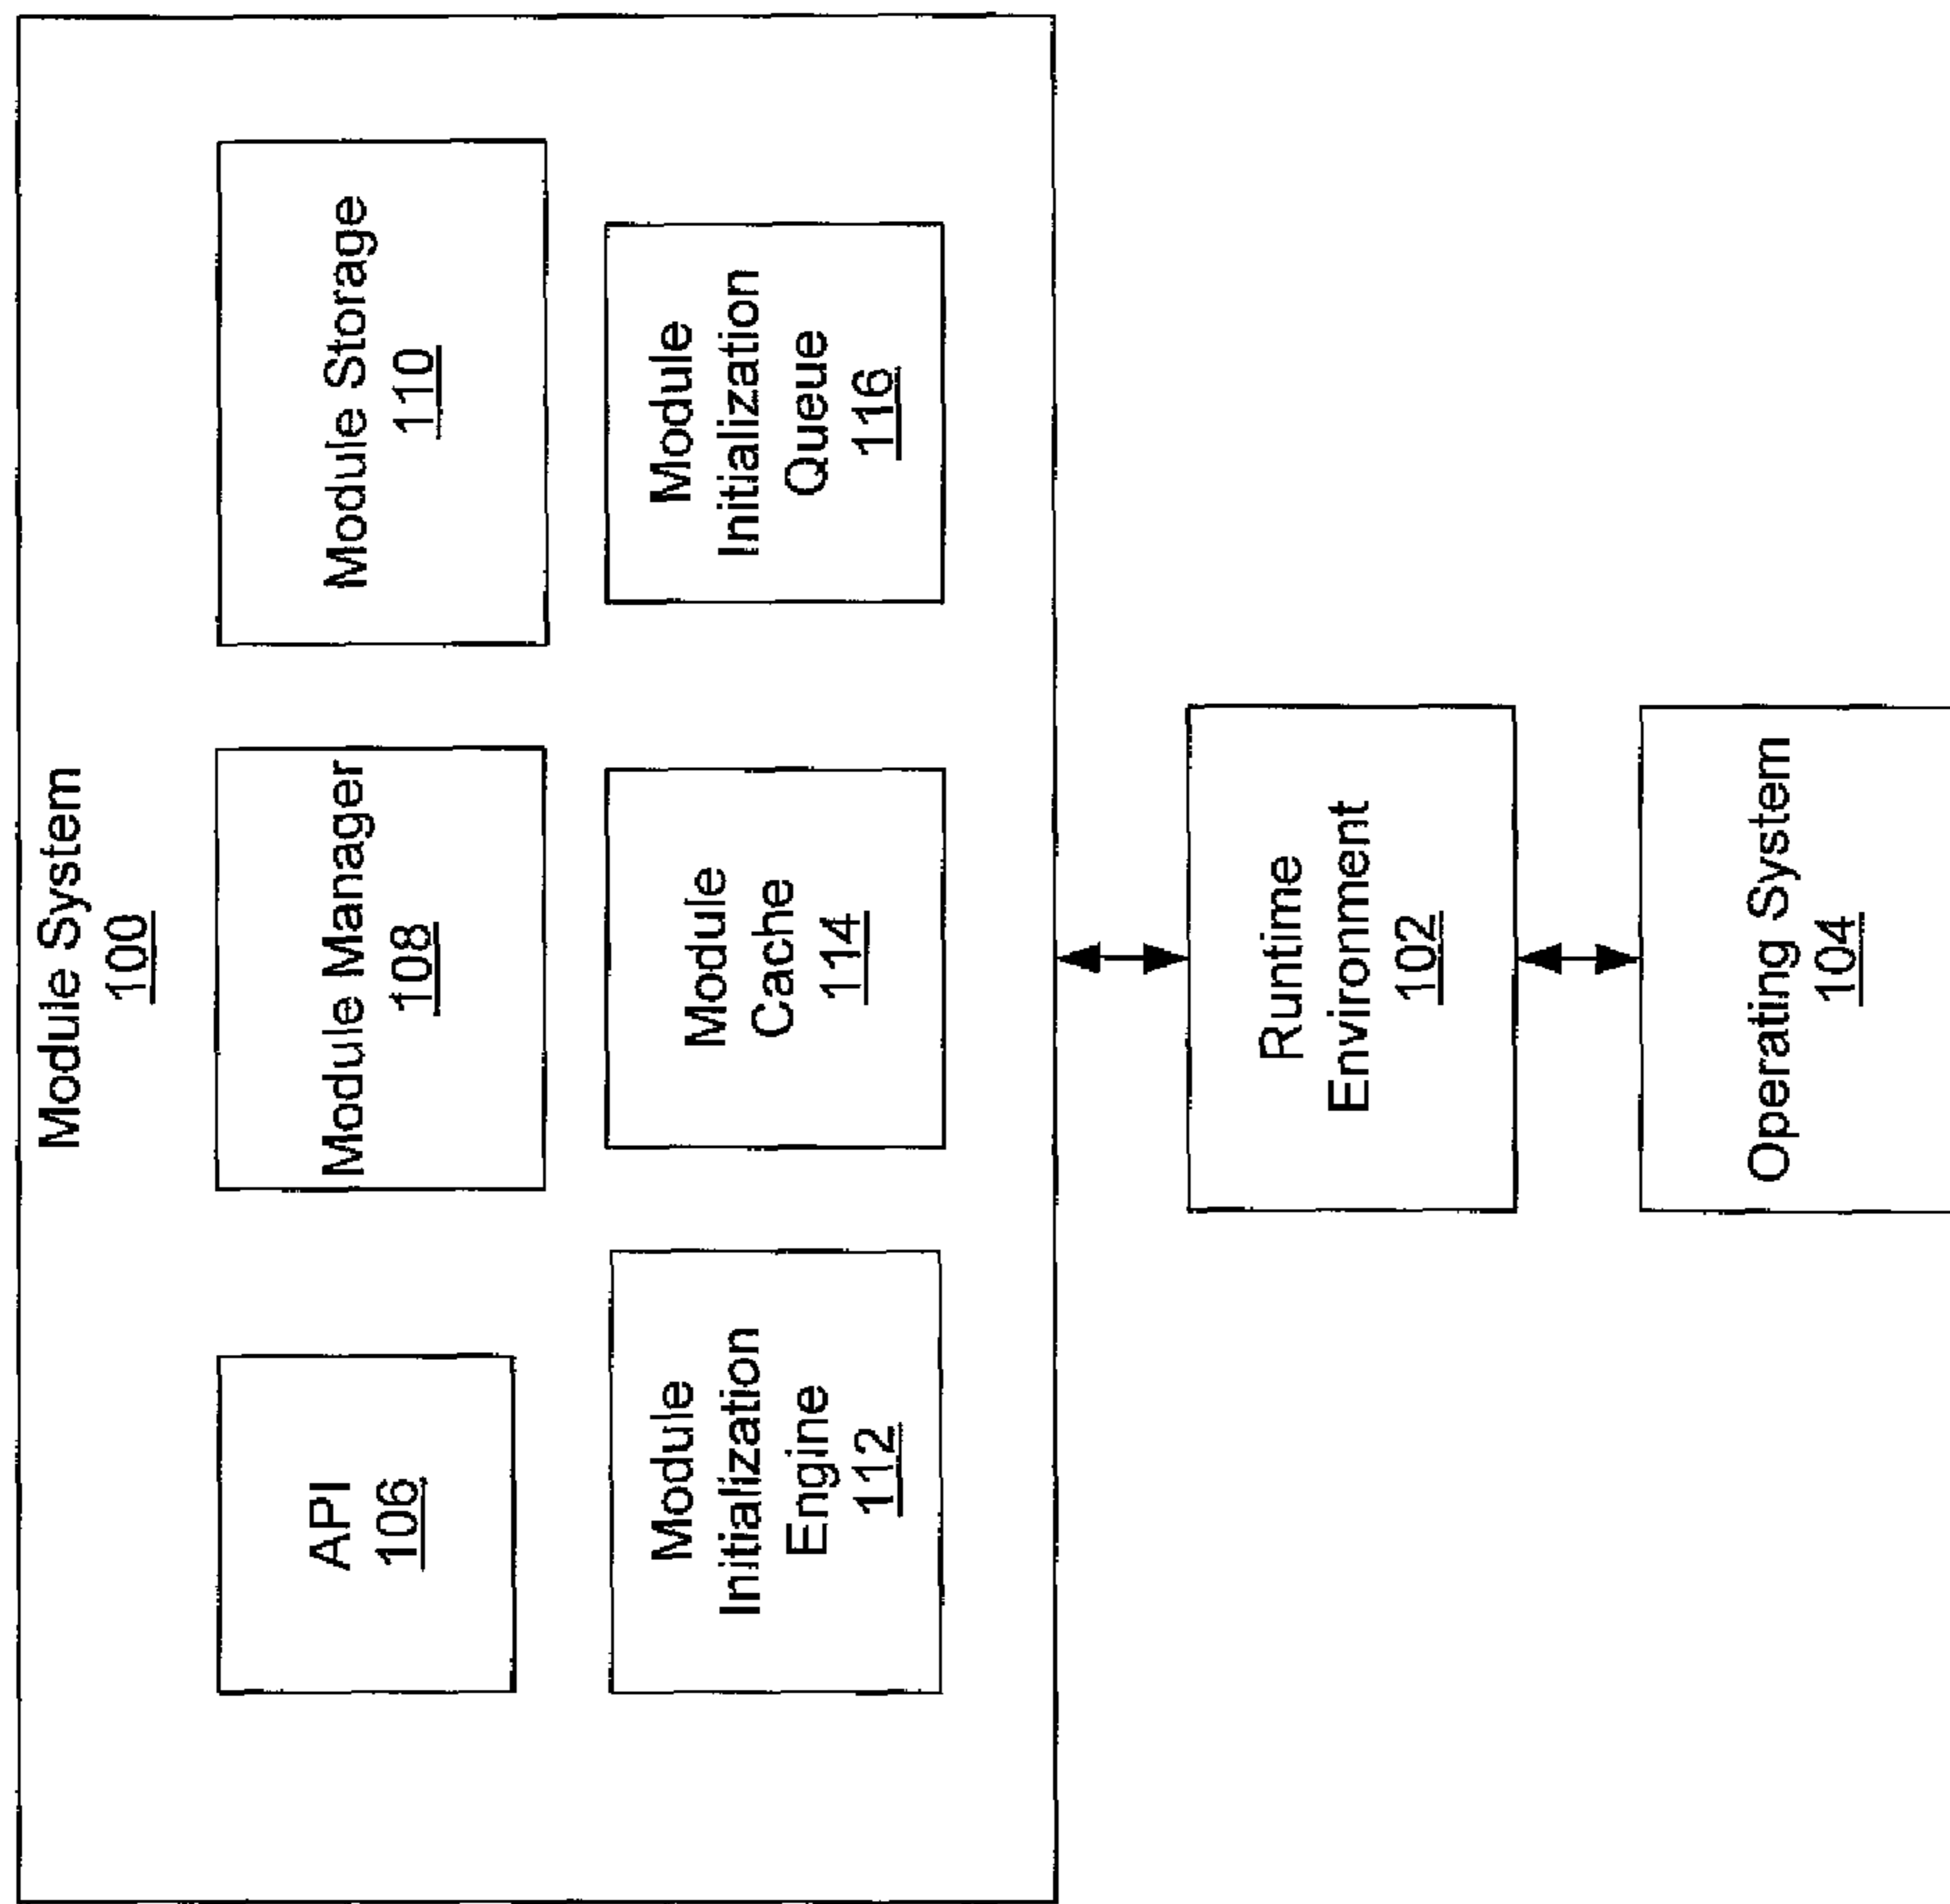 Module System
100
API
106
Module Manager
108
Module Storage
110
Module
Initialization
Engine
112
Module
Cache
114
Module
Initialization
Queue
116
Runtime
Environment
102
Operating System
104